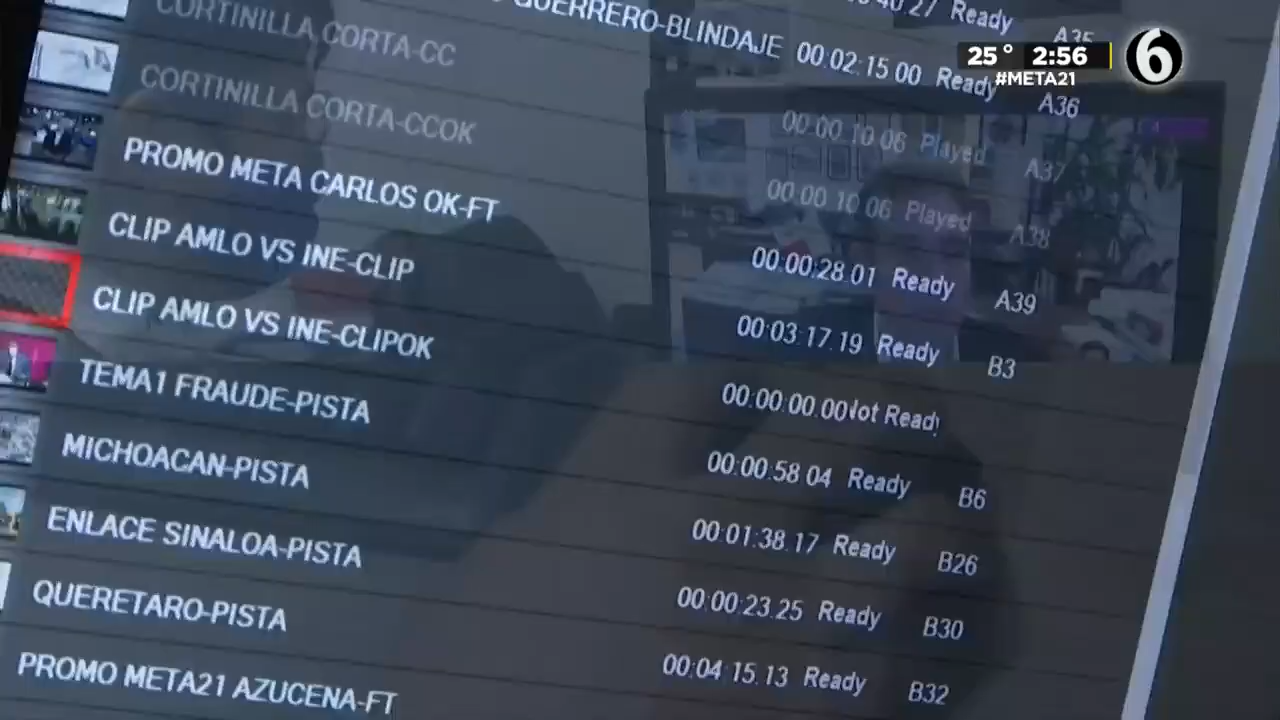 40 27 Ready A35
GUERRERO-BLINDAJE 00:02:15 00 Ready A36
CORTINILLA CORTA-CC 00 00 10 06 Played A37
CORTINILLA CORTA-CCOK 00 00 10 06 Played A38
PROMO META CARLOS OK-FT 00:00:28.01 Ready A39
CLIP AMLO VS INE-CLIP 00:03:17.19 Ready B3
CLIP AMLO VS INE-CLIPOK 00:00:00.00 Not Ready
TEMA1 FRAUDE-PISTA 00:00:58 04 Ready B6
MICHOACAN-PISTA 00:01:38.17 Ready B26
ENLACE SINALOA-PISTA 00:00:23.25 Ready B30
QUERETARO-PISTA 00:04:15.13 Ready B32
PROMO META21 AZUCENA-FT
25° 2:56 6
#META21